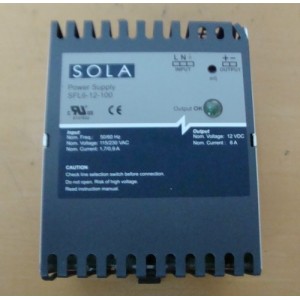 SOLA
L N
INPUT
+ −
OUTPUT
Power Supply
SFL6-12-100
Output OK
Input:
Nom. Freq.: 50/60 Hz.
Nom. Voltage: 115/230 VAC
Nom. Current: 1,7/0,9 A
Output
Nom. Voltage: 12 VDC
Nom. Current: 6 A
CAUTION:
Check line selection switch before connecting.
Do not open. Risk of high voltage.
Read instruction manual.